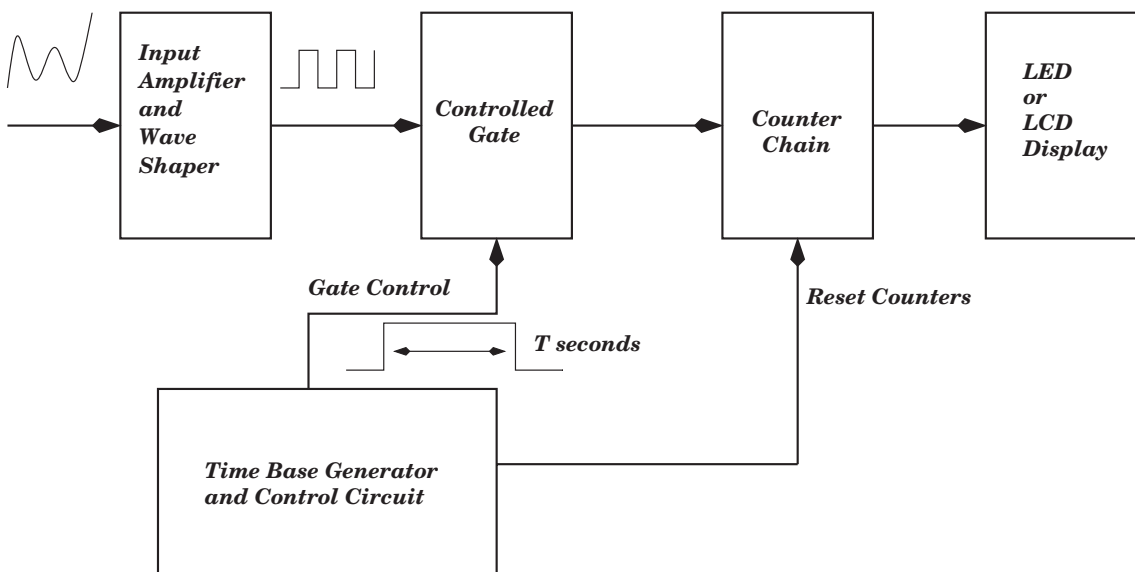 Input
Amplifier
and
Wave
Shaper
Controlled
Gate
Counter
Chain
LED
or
LCD
Display
Gate Control
Reset Counters
T seconds
Time Base Generator
and Control Circuit